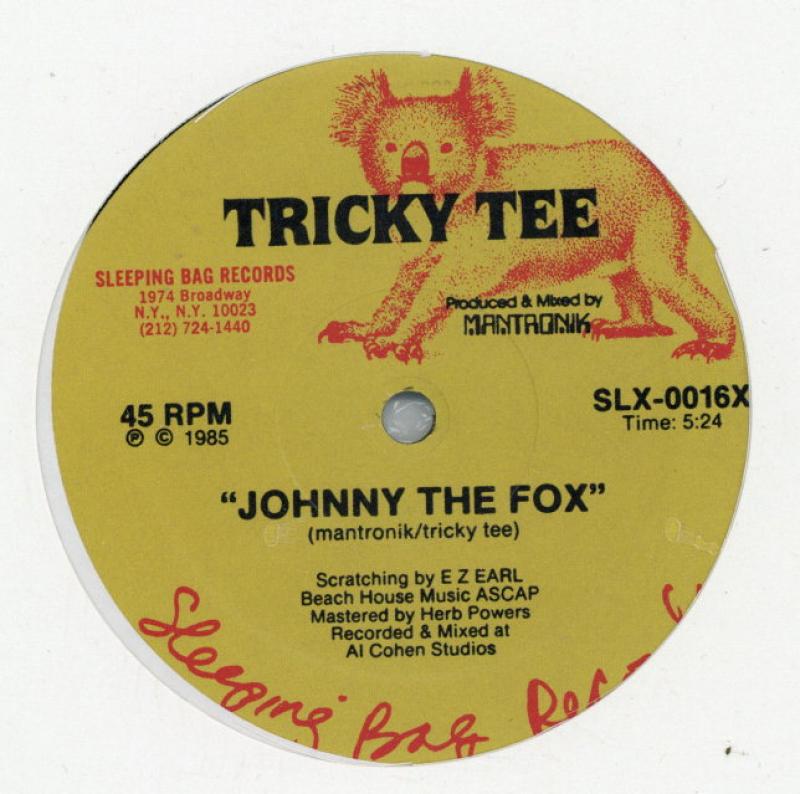 TRICKY TEE
SLEEPING BAG RECORDS
1974 Broadway
N.Y., N.Y. 10023
(212) 724-1440
Produced & Mixed by
MANTRONIK
45 RPM
℗ © 1985
SLX-0016X
Time: 5:24
“JOHNNY THE FOX”
(mantronik/tricky tee)
Scratching by E Z EARL
Beach House Music ASCAP
Mastered by Herb Powers
Recorded & Mixed at
Al Cohen Studios
Sleeping Bag